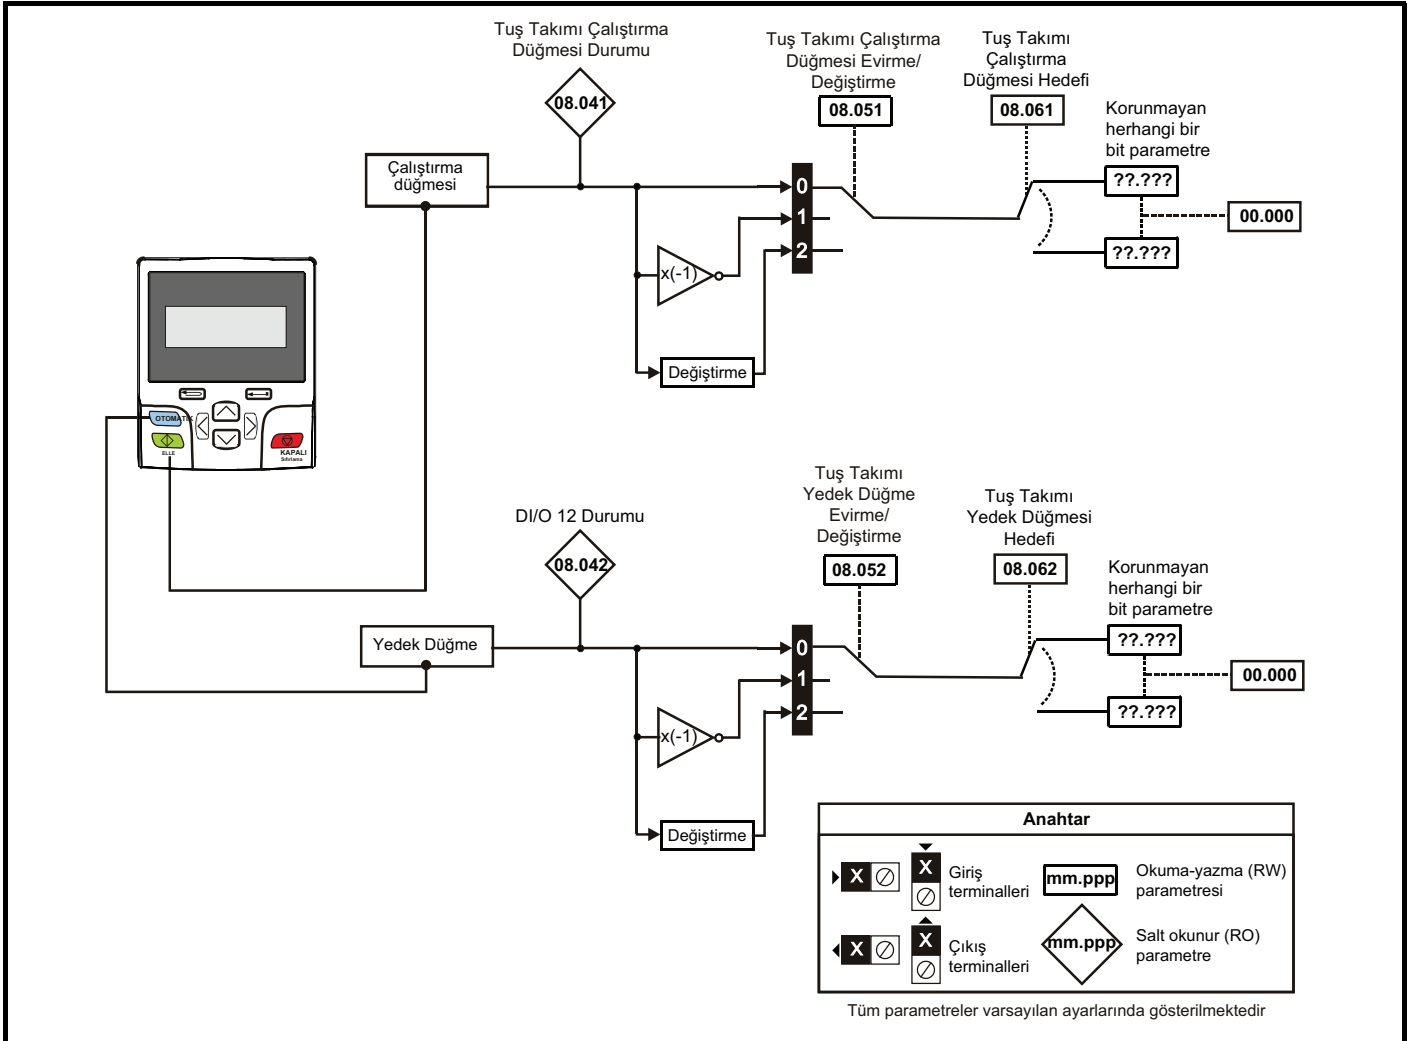 Tuş Takımı Çalıştırma
Düğmesi Durumu
08.041
Tuş Takımı Çalıştırma
Düğmesi Evirme/
Değiştirme
08.051
Tuş Takımı
Çalıştırma
Düğmesi Hedefi
08.061
Korunmayan
herhangi bir
bit parametre
??.???
??.???
00.000
Çalıştırma
düğmesi
0
1
2
x(-1)
Değiştirme
OTOMATİK
ELLE
KAPALI
Sıfırlama
DI/O 12 Durumu
08.042
Tuş Takımı
Yedek Düğme
Evirme/
Değiştirme
08.052
Tuş Takımı
Yedek Düğmesi
Hedefi
08.062
Korunmayan
herhangi bir
bit parametre
??.???
??.???
00.000
Yedek Düğme
0
1
2
x(-1)
Değiştirme
Anahtar
X
X
Giriş
terminalleri
mm.ppp
Okuma-yazma (RW)
parametresi
X
X
Çıkış
terminalleri
mm.ppp
Salt okunur (RO)
parametre
Tüm parametreler varsayılan ayarlarında gösterilmektedir